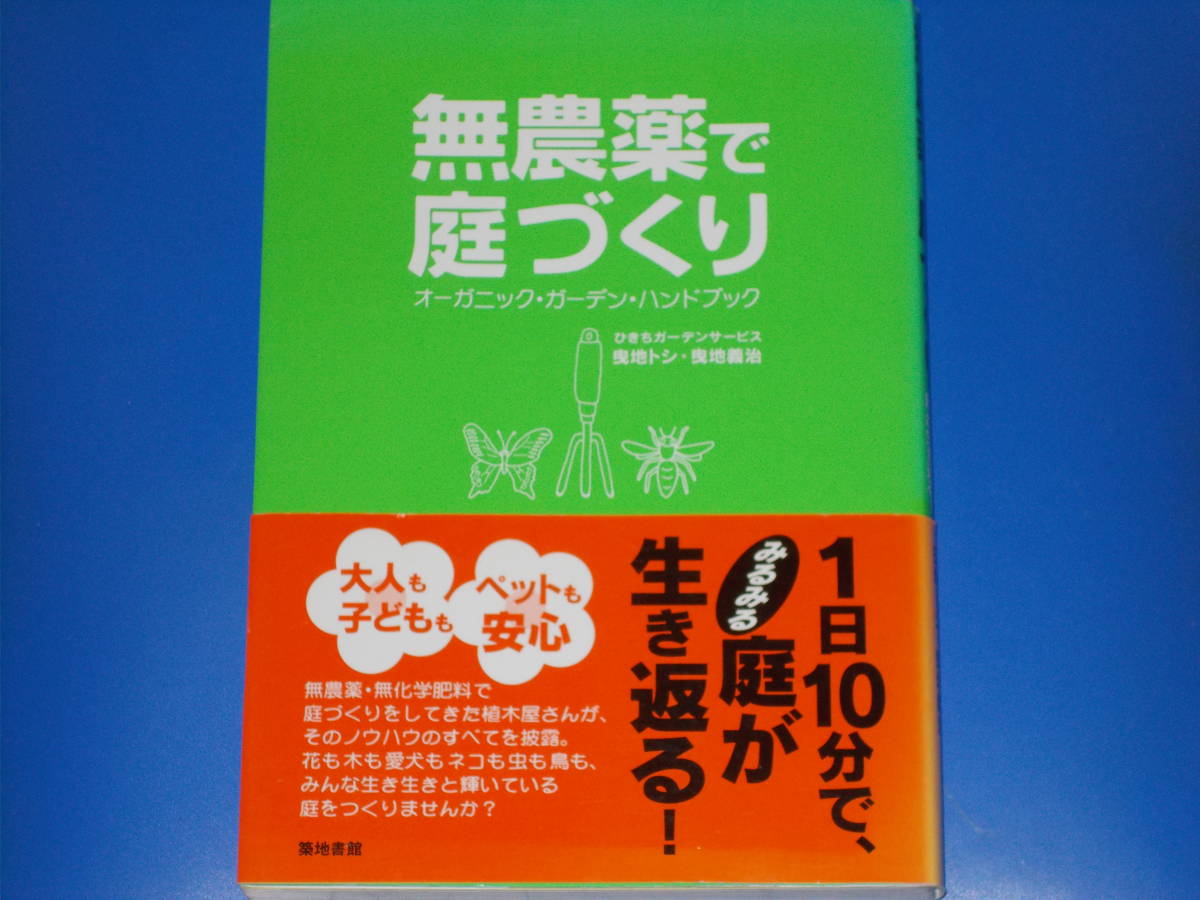 無農薬で
庭づくり
オーガニック・ガーデン・ハンドブック
ひきちガーデンサービス
曳地トシ・曳地義治
1日10分で、
みるみる庭が
生き返る!
大人も
子どもも
ペットも
安心
無農薬・無化学肥料で
庭づくりをしてきた植木屋さんが、
そのノウハウのすべてを披露。
花も木も愛犬もネコも虫も鳥も、
みんな生き生きと輝いている
庭をつくりませんか?
築地書館